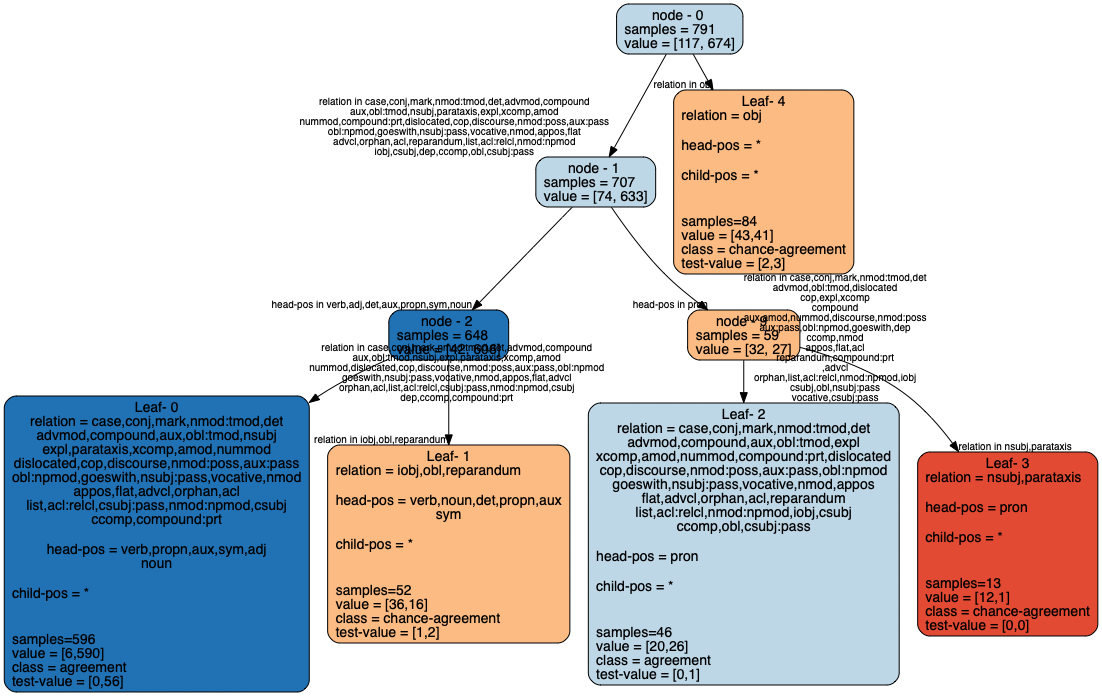 node - 0
samples = 791
value = [117, 674]
relation in obj
relation in case,conj,mark,nmod:tmod,det,advmod,compound
aux,obl:tmod,nsubj,parataxis,expl,xcomp,amod
nummod,compound:prt,dislocated,cop,discourse,nmod:poss,aux:pass
obl:npmod,goeswith,nsubj:pass,vocative,nmod,appos,flat
advcl,orphan,acl,reparandum,list,acl:relcl,nmod:npmod
iobj,csubj,dep,ccomp,obl,csubj:pass
Leaf- 4
relation = obj
head-pos = *
child-pos = *
samples=84
value = [43,41]
class = chance-agreement
test-value = [2,3]
node - 1
samples = 707
value = [74, 633]
head-pos in verb,adj,det,aux,propn,sym,noun
head-pos in pron
node - 2
samples = 648
value = [42, 606]
samples = 59
value = [32, 27]
relation in case,conj,mark,nmod:tmod,det
advmod,obl:tmod,dislocated
cop,expl,xcomp
compound
aux,amod,nummod,discourse,nmod:poss
aux:pass,obl:npmod,goeswith,dep
ccomp,nmod
appos,flat,acl
reparandum,compound:prt
,advcl
orphan,list,acl:relcl,nmod:npmod,iobj
csubj,obl,nsubj:pass
vocative,csubj:pass
relation in case,conj,mark,nmod:tmod,det,advmod,compound
aux,obl:tmod,nsubj,expl,parataxis,xcomp,amod
nummod,dislocated,cop,discourse,nmod:poss,aux:pass,obl:npmod
goeswith,nsubj:pass,vocative,nmod,appos,flat,advcl
orphan,acl,list,acl:relcl,csubj:pass,nmod:npmod,csubj
dep,ccomp,compound:prt
relation in iobj,obl,reparandum
relation in nsubj,parataxis
Leaf- 0
relation = case,conj,mark,nmod:tmod,det
advmod,compound,aux,obl:tmod,nsubj
expl,parataxis,xcomp,amod,nummod
dislocated,cop,discourse,nmod:poss,aux:pass
obl:npmod,goeswith,nsubj:pass,vocative,nmod
appos,flat,advcl,orphan,acl
list,acl:relcl,csubj:pass,nmod:npmod,csubj
ccomp,compound:prt
head-pos = verb,propn,aux,sym,adj
noun
child-pos = *
samples=596
value = [6,590]
class = agreement
test-value = [0,56]
Leaf- 1
relation = iobj,obl,reparandum
head-pos = verb,noun,det,propn,aux
sym
child-pos = *
samples=52
value = [36,16]
class = chance-agreement
test-value = [1,2]
Leaf- 2
relation = case,conj,mark,nmod:tmod,det
advmod,compound,aux,obl:tmod,expl
xcomp,amod,nummod,compound:prt,dislocated
cop,discourse,nmod:poss,aux:pass,obl:npmod
goeswith,nsubj:pass,vocative,nmod,appos
flat,advcl,orphan,acl,reparandum
list,acl:relcl,nmod:npmod,iobj,csubj
ccomp,obl,csubj:pass
head-pos = pron
child-pos = *
samples=46
value = [20,26]
class = agreement
test-value = [0,1]
Leaf- 3
relation = nsubj,parataxis
head-pos = pron
child-pos = *
samples=13
value = [12,1]
class = chance-agreement
test-value = [0,0]